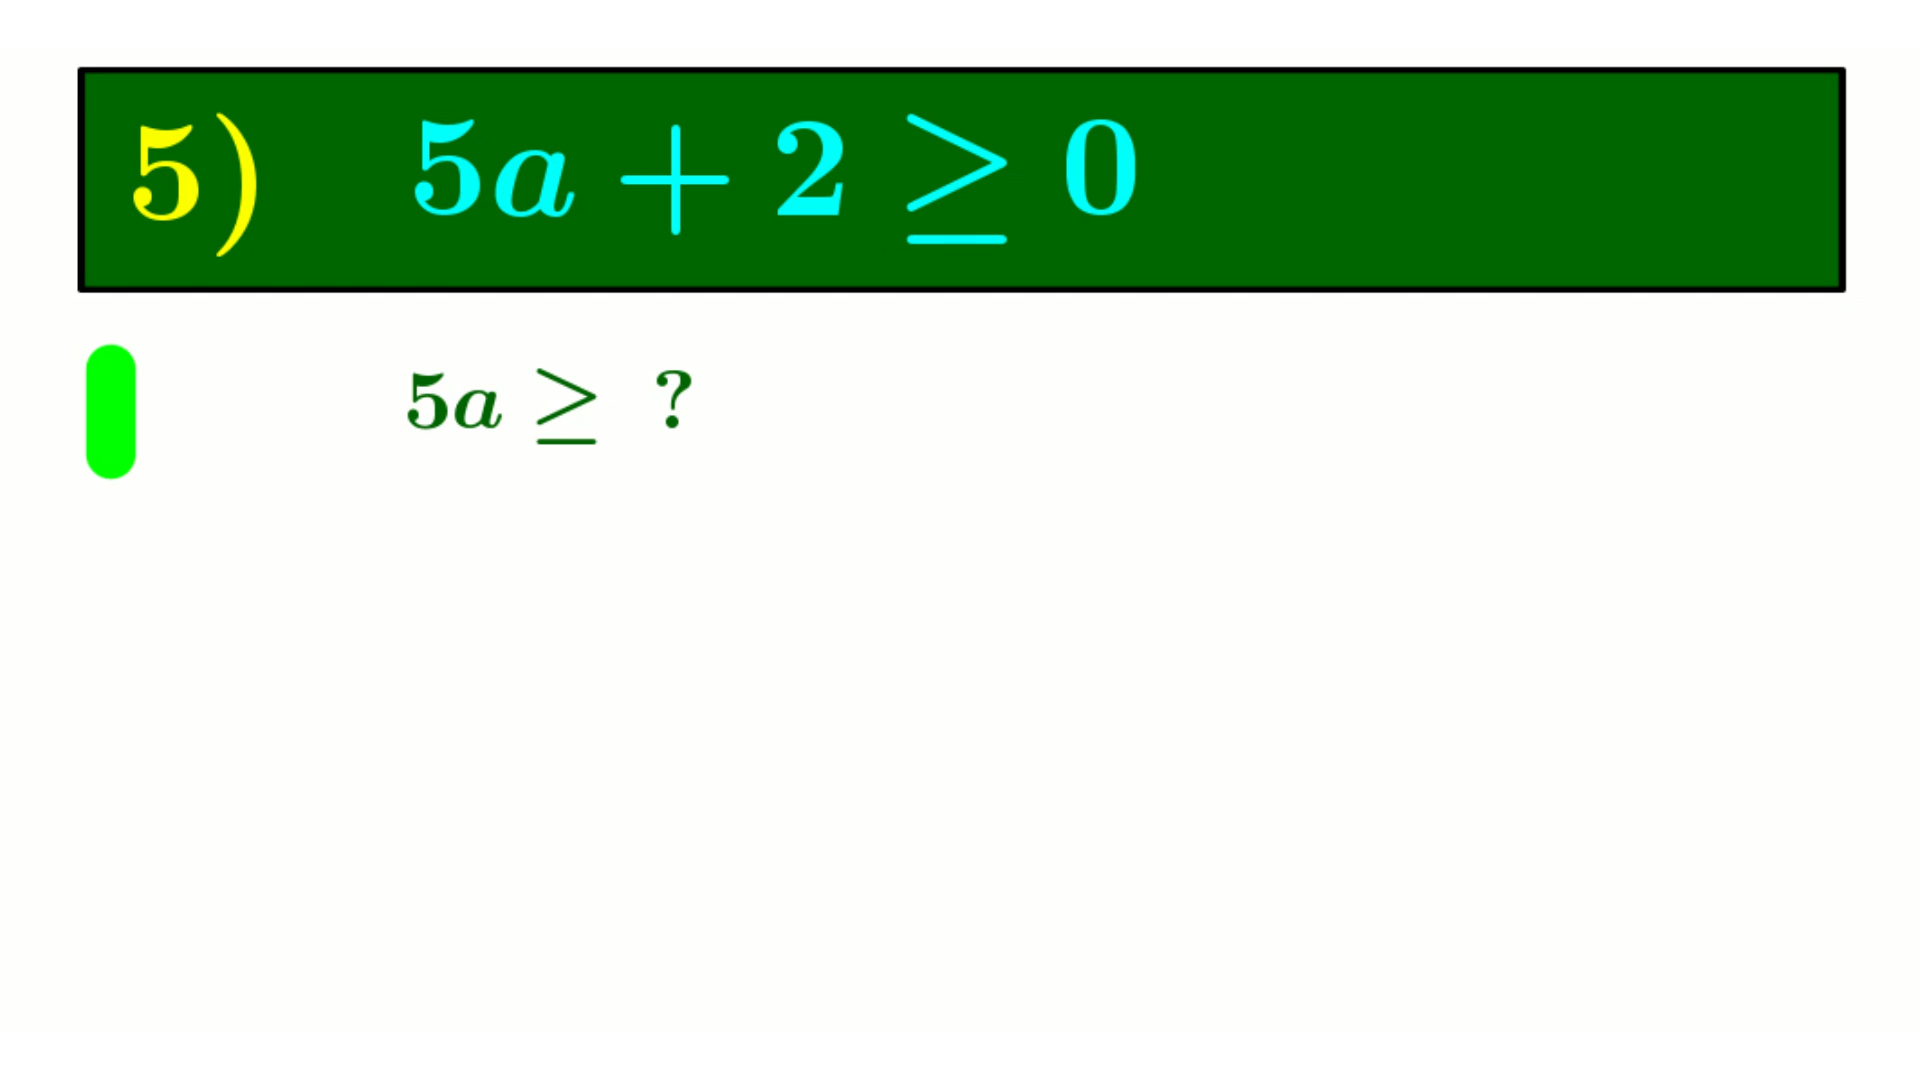 5) 5a + 2 ≥ 0
5a ≥ ?